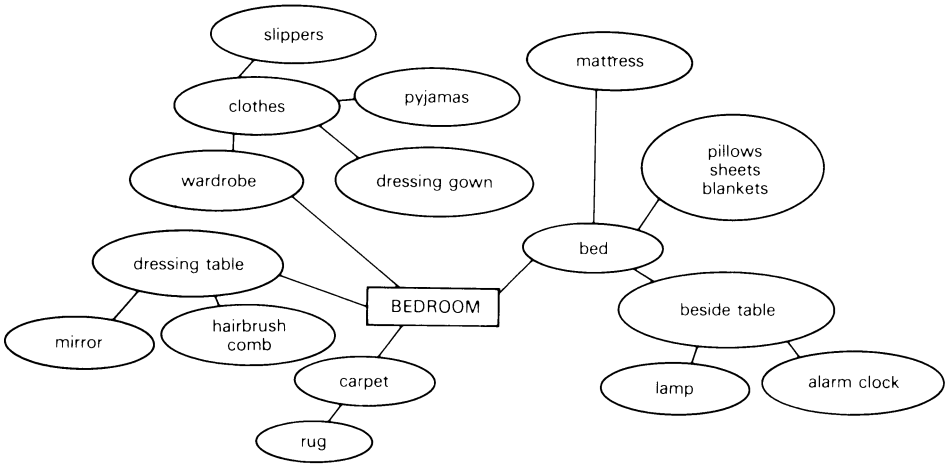 slippers
mattress
clothes
pyjamas
pillows
sheets
blankets
wardrobe
dressing gown
bed
dressing table
BEDROOM
beside table
mirror
hairbrush
comb
carpet
lamp
alarm clock
rug